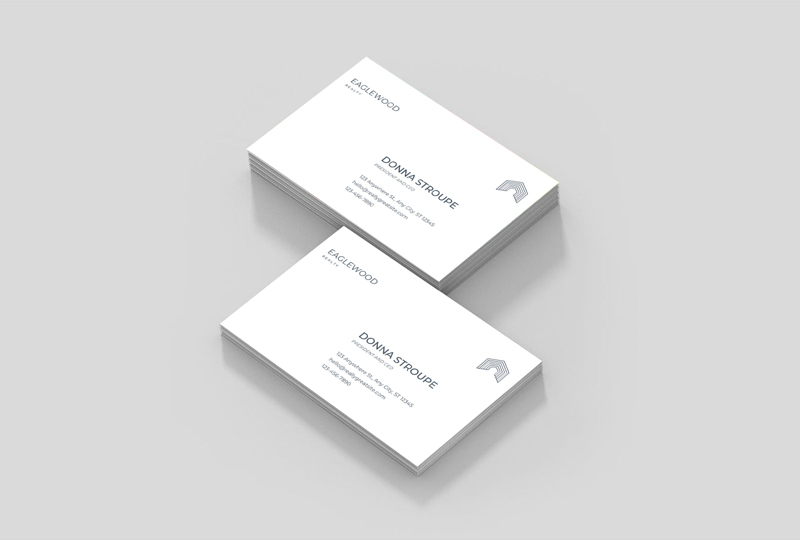 EAGLEWOOD
REALTY
DONNA STROUPE
PRESIDENT AND CEO
123 Anywhere St., Any City, ST 12345
hello@reallygreatsite.com
123-456-7890
EAGLEWOOD
REALTY
DONNA STROUPE
PRESIDENT AND CEO
123 Anywhere St., Any City, ST 12345
hello@reallygreatsite.com
123-456-7890